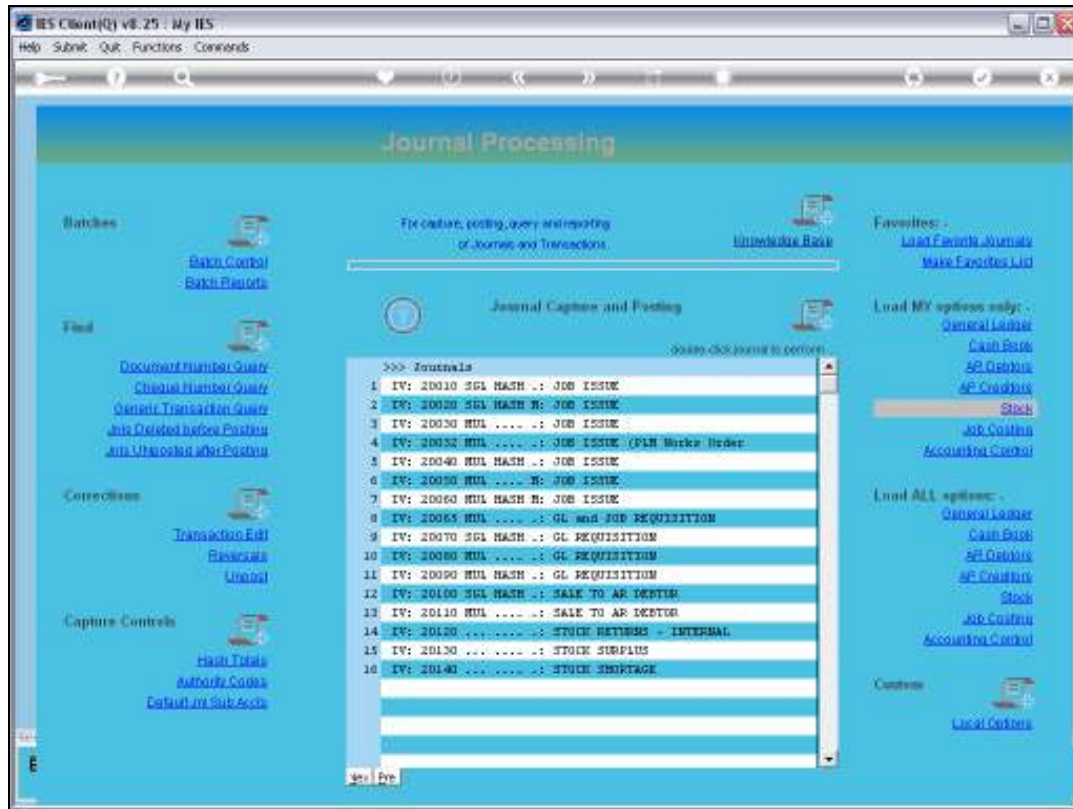 IES Client(Q) v8.25 : My IES
Help Submit Quit Functions Commands
Journal Processing
Batches
Batch Control
Batch Reports
Find
Document Number Query
Cheque Number Query
Generic Transaction Query
Jnls Deleted before Posting
Jnls Unposted after Posting
Corrections
Transaction Edit
Reversals
Unpost
Capture Controls
Hash Totals
Authority Codes
Default Jnl Sub Accts
For capture, posting, query and reporting
of Journals and Transactions.
Knowledge Base
Journal Capture and Posting
double-click journal to perform...
>>> Journals
1 IV: 20010 SGL HASH .: JOB ISSUE
2 IV: 20020 SGL HASH M: JOB ISSUE
3 IV: 20030 MUL .... .: JOB ISSUE
4 IV: 20032 MUL .... .: JOB ISSUE (PLM Works Order
5 IV: 20040 MUL HASH .: JOB ISSUE
6 IV: 20050 MUL .... M: JOB ISSUE
7 IV: 20060 MUL HASH M: JOB ISSUE
8 IV: 20065 MUL .... .: GL and JOB REQUISITION
9 IV: 20070 SGL HASH .: GL REQUISITION
10 IV: 20080 MUL .... .: GL REQUISITION
11 IV: 20090 MUL HASH .: GL REQUISITION
12 IV: 20100 SGL HASH .: SALE TO AR DEBTOR
13 IV: 20110 MUL .... .: SALE TO AR DEBTOR
14 IV: 20120 ... .... .: STOCK RETURNS - INTERNAL
15 IV: 20130 ... .... .: STOCK SURPLUS
16 IV: 20140 ... .... .: STOCK SHORTAGE
Nex Pre
Favorites: .
Load Favorite Journals
Make Favorites List
Load MY options only: .
General Ledger
Cash Book
AR Debtors
AP Creditors
Stock
Job Costing
Accounting Control
Load ALL options: .
General Ledger
Cash Book
AR Debtors
AP Creditors
Stock
Job Costing
Accounting Control
Custom
Local Options